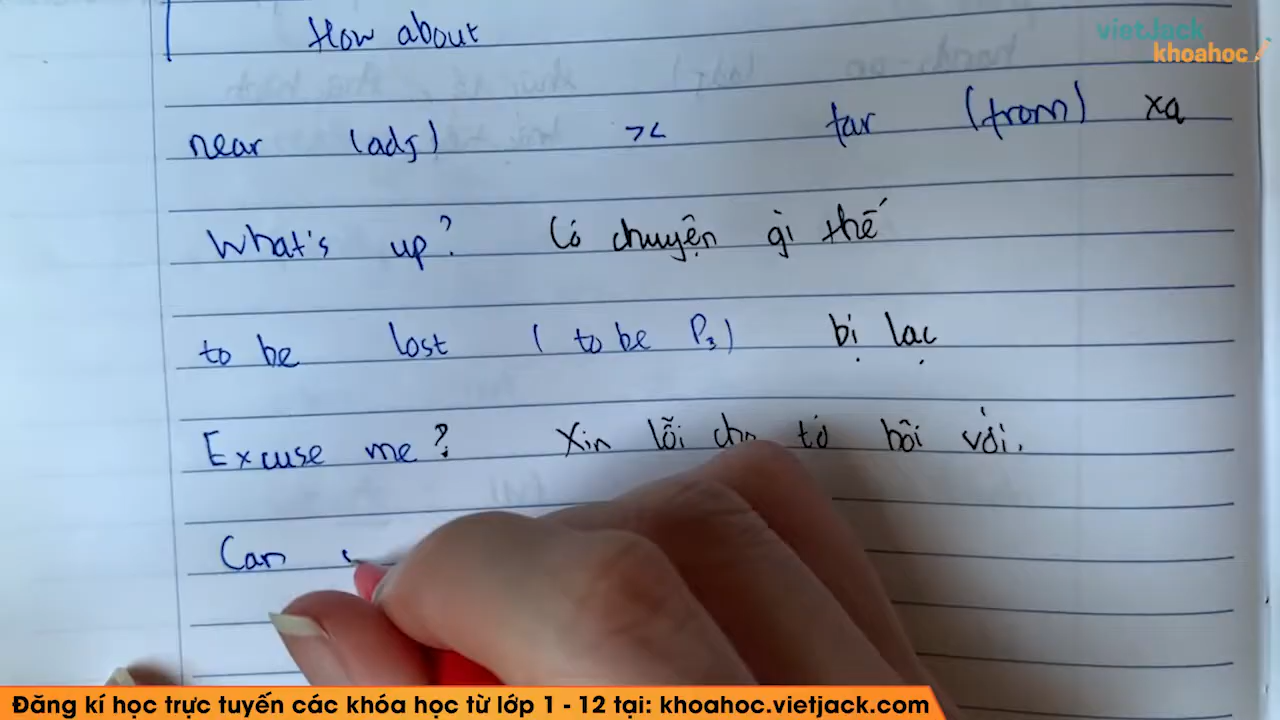 How about
vietJack
khoahoc
near (adj) >< far (from) xa
What's up? Có chuyện gì thế
to be lost (to be P3) bị lạc
Excuse me? Xin lỗi cho tớ hỏi với.
Can
Đăng kí học trực tuyến các khóa học từ lớp 1 - 12 tại: khoahoc.vietjack.com